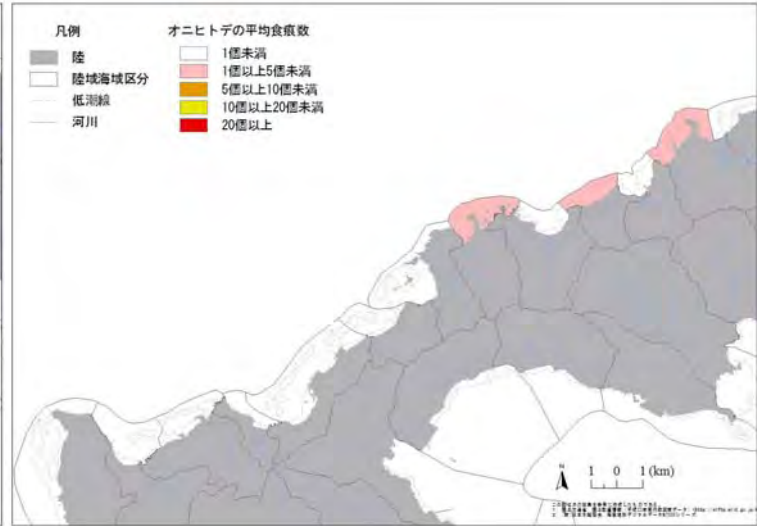 凡例
陸
陸域海域区分
低潮線
河川
オニヒトデの平均食痕数
1個未満
1個以上5個未満
5個以上10個未満
10個以上20個未満
20個以上
N
1 0 1 (km)